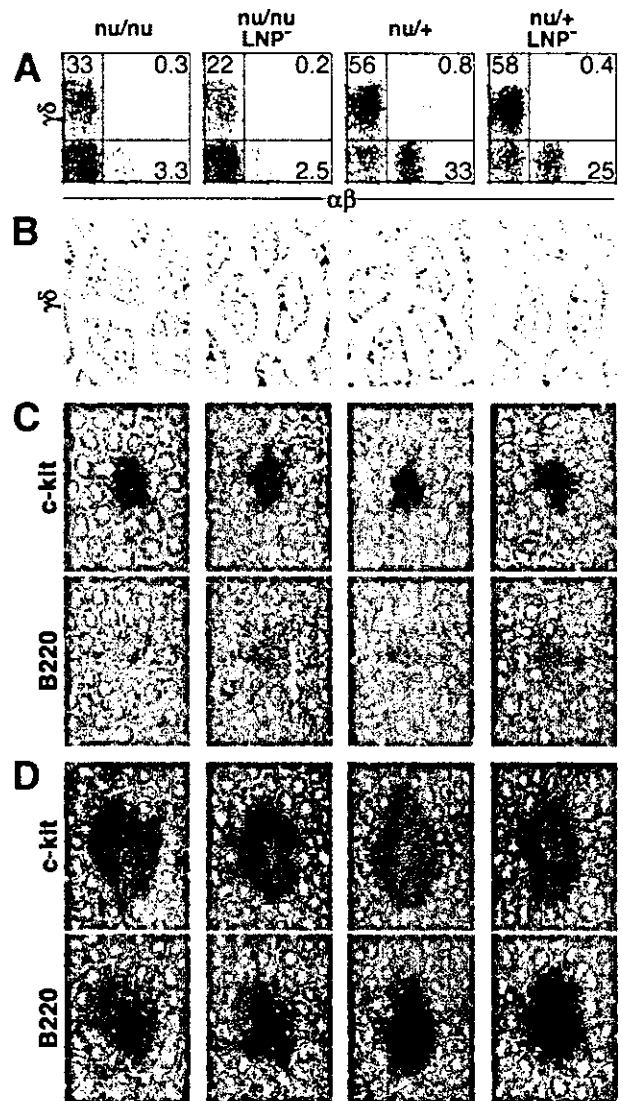 nu/nu
nu/nu LNP⁻
nu/+
nu/+ LNP⁻
A
γδ
33 0.3
3.3
22 0.2
2.5
56 0.8
33
58 0.4
25
αβ
B
γδ
C
c-kit
B220
D
c-kit
B220